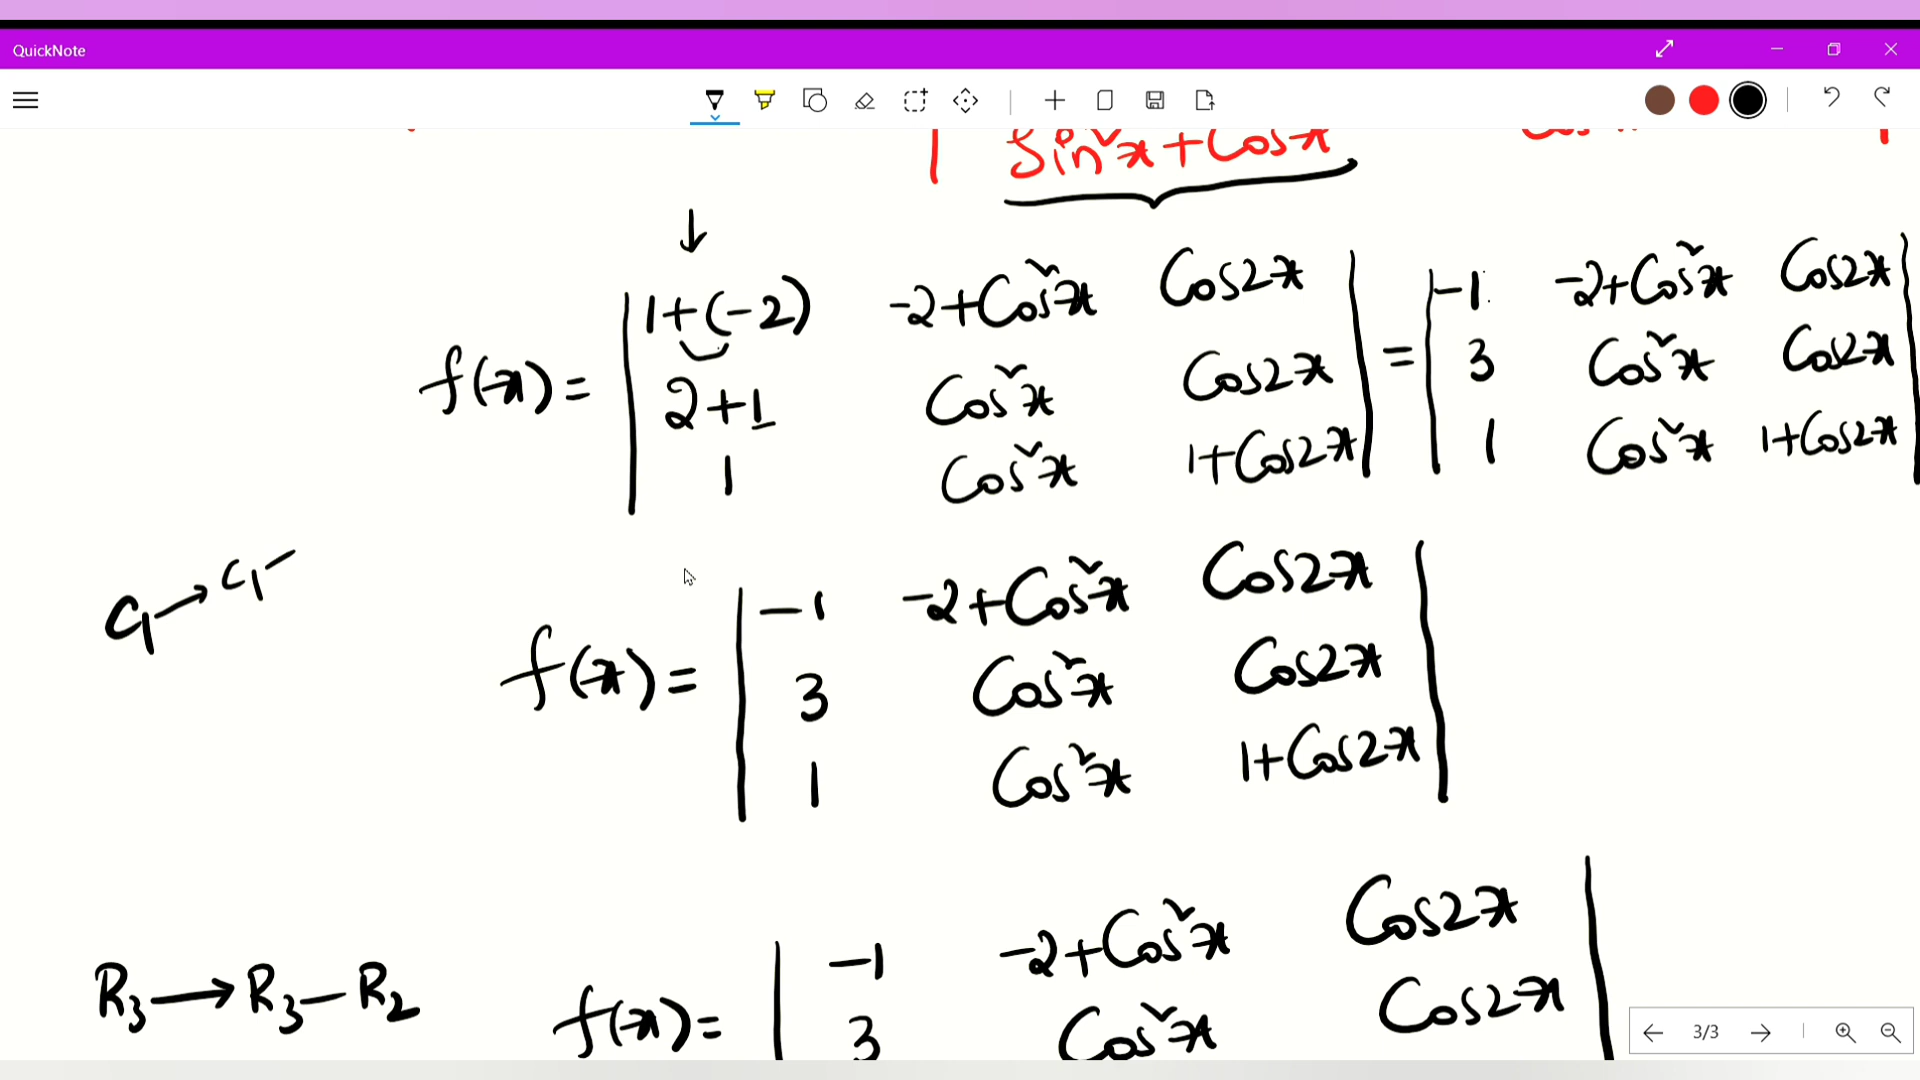 QuickNote
| Sin²x + Cos²x
f(x) = | 1+(-2) -2+Cos²x Cos2x | = | -1 -2+Cos²x Cos2x |
2+1 Cos²x Cos2x 3 Cos²x Cos2x
1 Cos²x 1+Cos2x 1 Cos²x 1+Cos2x
C₁ → C₁ -
f(x) = | -1 -2+Cos²x Cos2x |
3 Cos²x Cos2x
1 Cos²x 1+Cos2x
R₃ → R₃ - R₂
f(x) = | -1 -2+Cos²x Cos2x |
3 Cos²x Cos2x
3/3